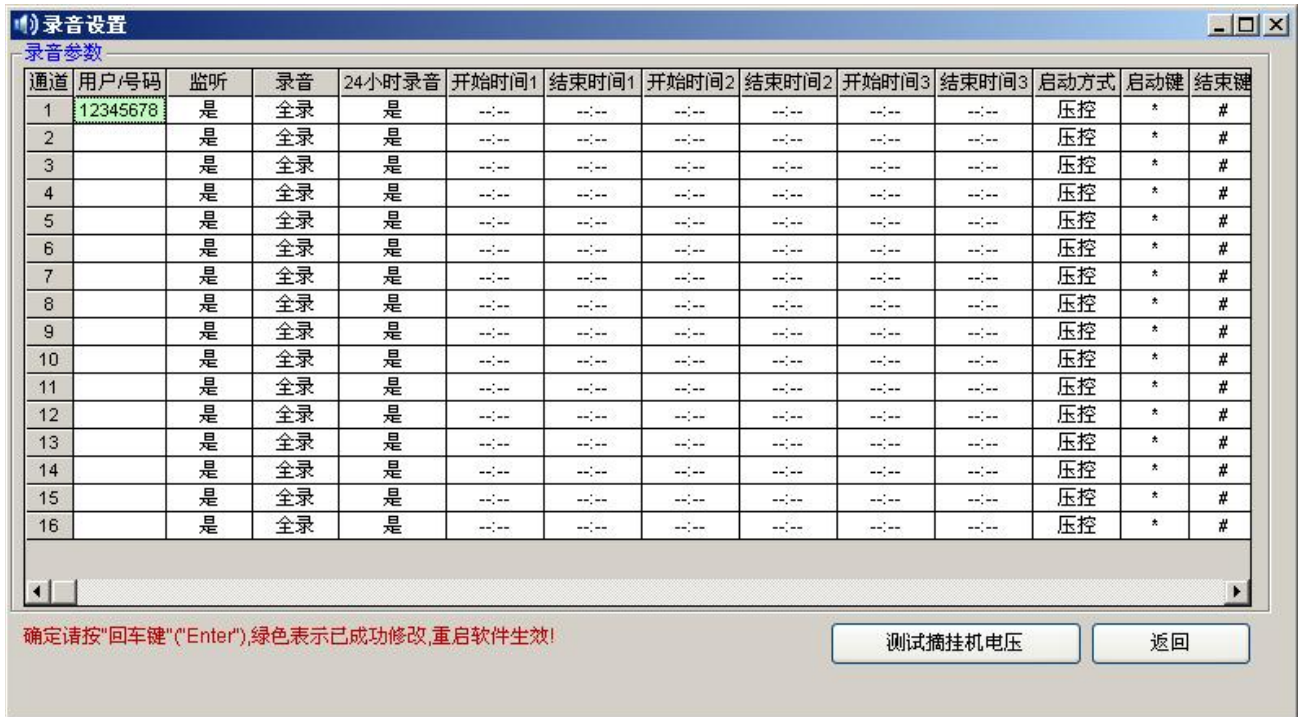 录音设置
录音参数
通道 用户/号码 监听 录音 24小时录音 开始时间1 结束时间1 开始时间2 结束时间2 开始时间3 结束时间3 启动方式 启动键 结束键
1 12345678 是 全录 是 --:-- --:-- --:-- --:-- --:-- --:-- 压控 * #
2 是 全录 是 --:-- --:-- --:-- --:-- --:-- --:-- 压控 * #
3 是 全录 是 --:-- --:-- --:-- --:-- --:-- --:-- 压控 * #
4 是 全录 是 --:-- --:-- --:-- --:-- --:-- --:-- 压控 * #
5 是 全录 是 --:-- --:-- --:-- --:-- --:-- --:-- 压控 * #
6 是 全录 是 --:-- --:-- --:-- --:-- --:-- --:-- 压控 * #
7 是 全录 是 --:-- --:-- --:-- --:-- --:-- --:-- 压控 * #
8 是 全录 是 --:-- --:-- --:-- --:-- --:-- --:-- 压控 * #
9 是 全录 是 --:-- --:-- --:-- --:-- --:-- --:-- 压控 * #
10 是 全录 是 --:-- --:-- --:-- --:-- --:-- --:-- 压控 * #
11 是 全录 是 --:-- --:-- --:-- --:-- --:-- --:-- 压控 * #
12 是 全录 是 --:-- --:-- --:-- --:-- --:-- --:-- 压控 * #
13 是 全录 是 --:-- --:-- --:-- --:-- --:-- --:-- 压控 * #
14 是 全录 是 --:-- --:-- --:-- --:-- --:-- --:-- 压控 * #
15 是 全录 是 --:-- --:-- --:-- --:-- --:-- --:-- 压控 * #
16 是 全录 是 --:-- --:-- --:-- --:-- --:-- --:-- 压控 * #
确定请按"回车键"("Enter"),绿色表示已成功修改,重启软件生效!
测试摘挂机电压 返回